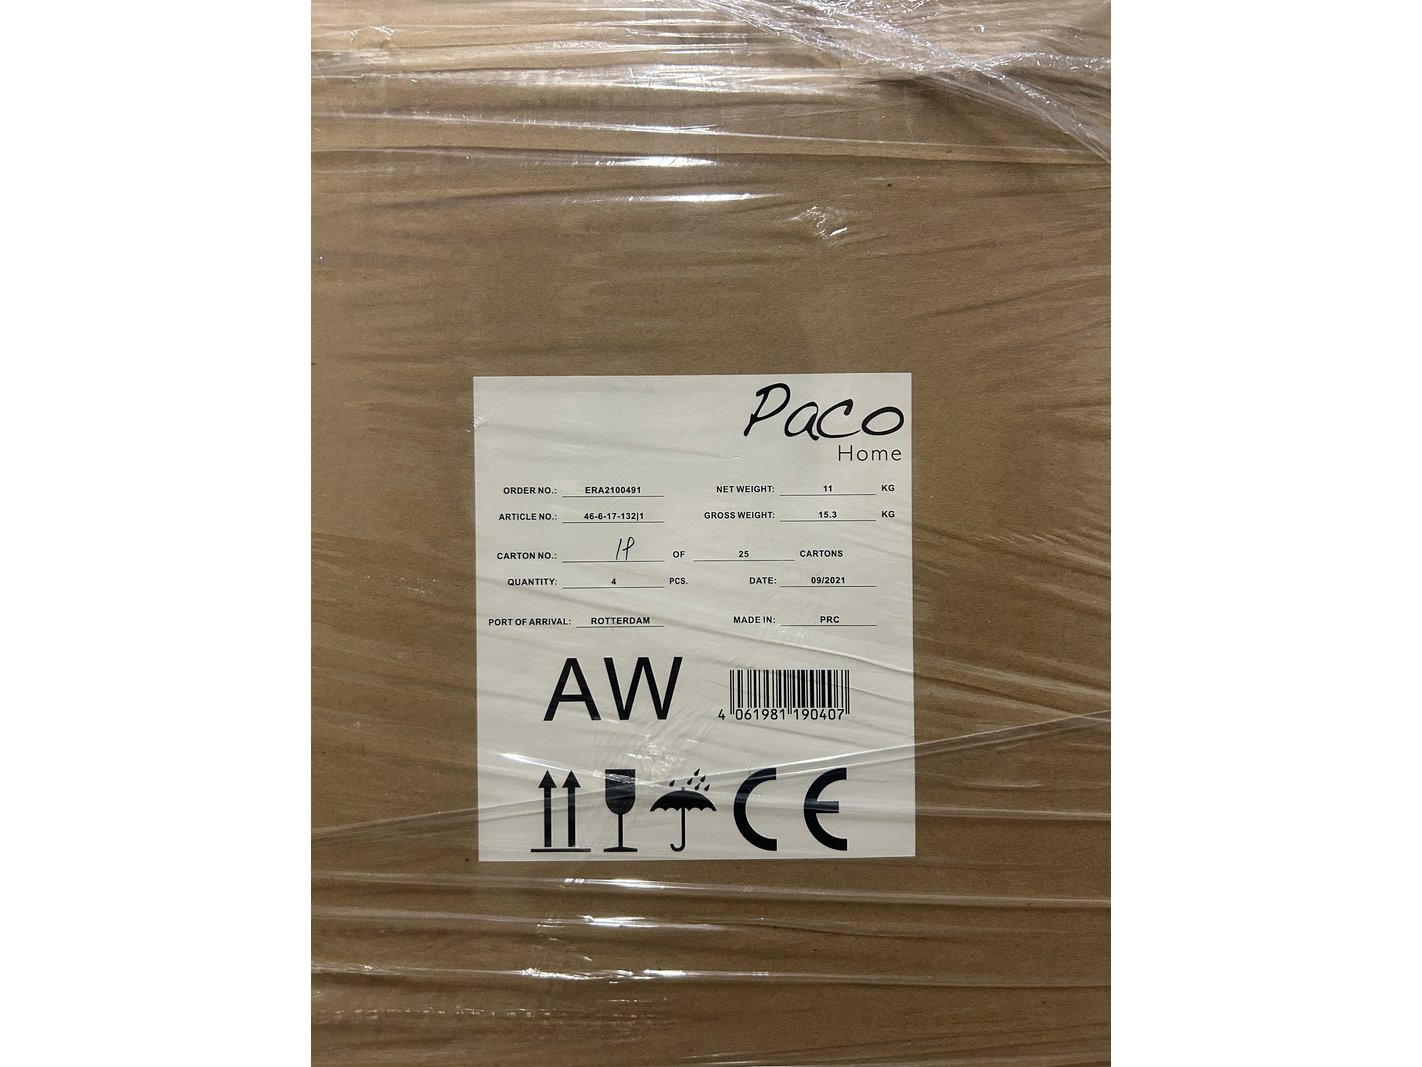 Paco
Home
ORDER NO.: ERA2100491 NET WEIGHT: 11 KG
ARTICLE NO.: 46-6-17-132|1 GROSS WEIGHT: 15.3 KG
CARTON NO.: 19 OF 25 CARTONS
QUANTITY: 4 PCS. DATE: 09/2021
PORT OF ARRIVAL: ROTTERDAM MADE IN: PRC
AW
4 061981 190407
CE